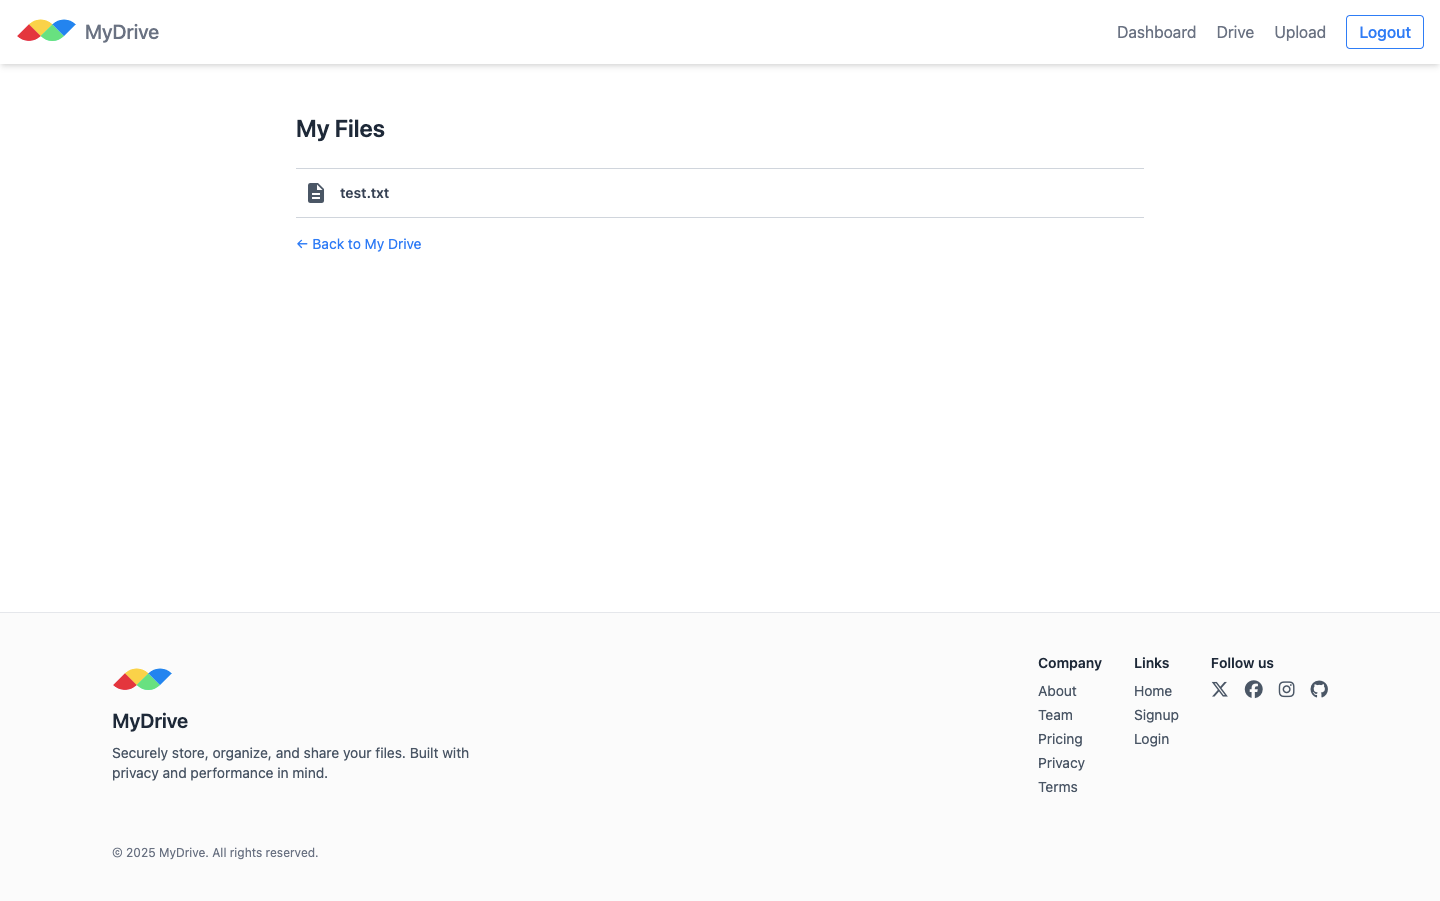 MyDrive
Dashboard Drive Upload Logout
My Files
test.txt
← Back to My Drive
MyDrive
Securely store, organize, and share your files. Built with
privacy and performance in mind.
Company
About
Team
Pricing
Privacy
Terms
Links
Home
Signup
Login
Follow us
© 2025 MyDrive. All rights reserved.